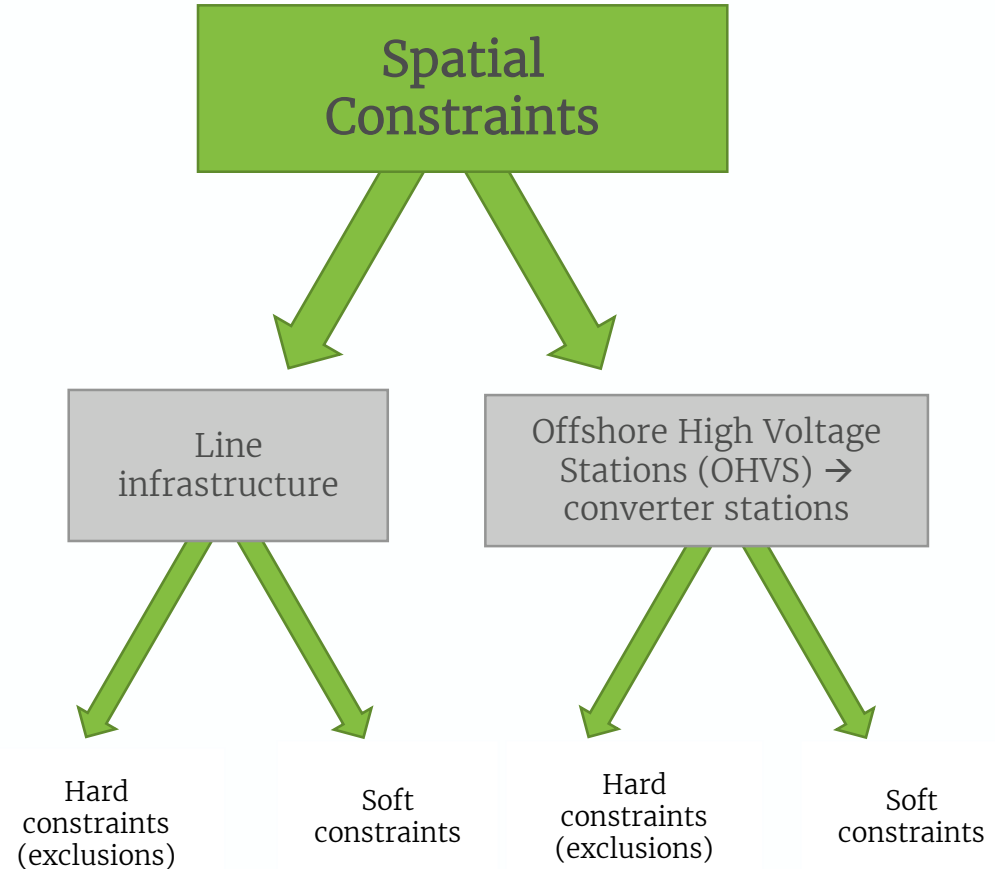 Spatial
Constraints
Line
infrastructure
Offshore High Voltage
Stations (OHVS) →
converter stations
Hard
constraints
(exclusions)
Soft
constraints
Hard
constraints
(exclusions)
Soft
constraints